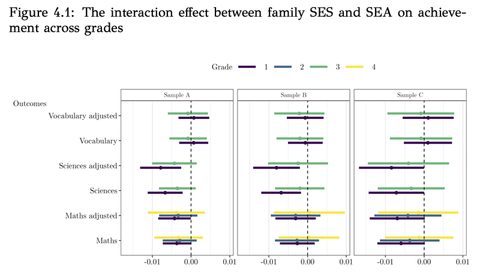 Figure 4.1: The interaction effect between family SES and SEA on achieve-
ment across grades
Grade 1 2 3 4
Sample A Sample B Sample C
Outcomes
Vocabulary adjusted
Vocabulary
Sciences adjusted
Sciences
Maths adjusted
Maths
-0.01 0.00 0.01 -0.01 0.00 0.01 -0.01 0.00 0.01